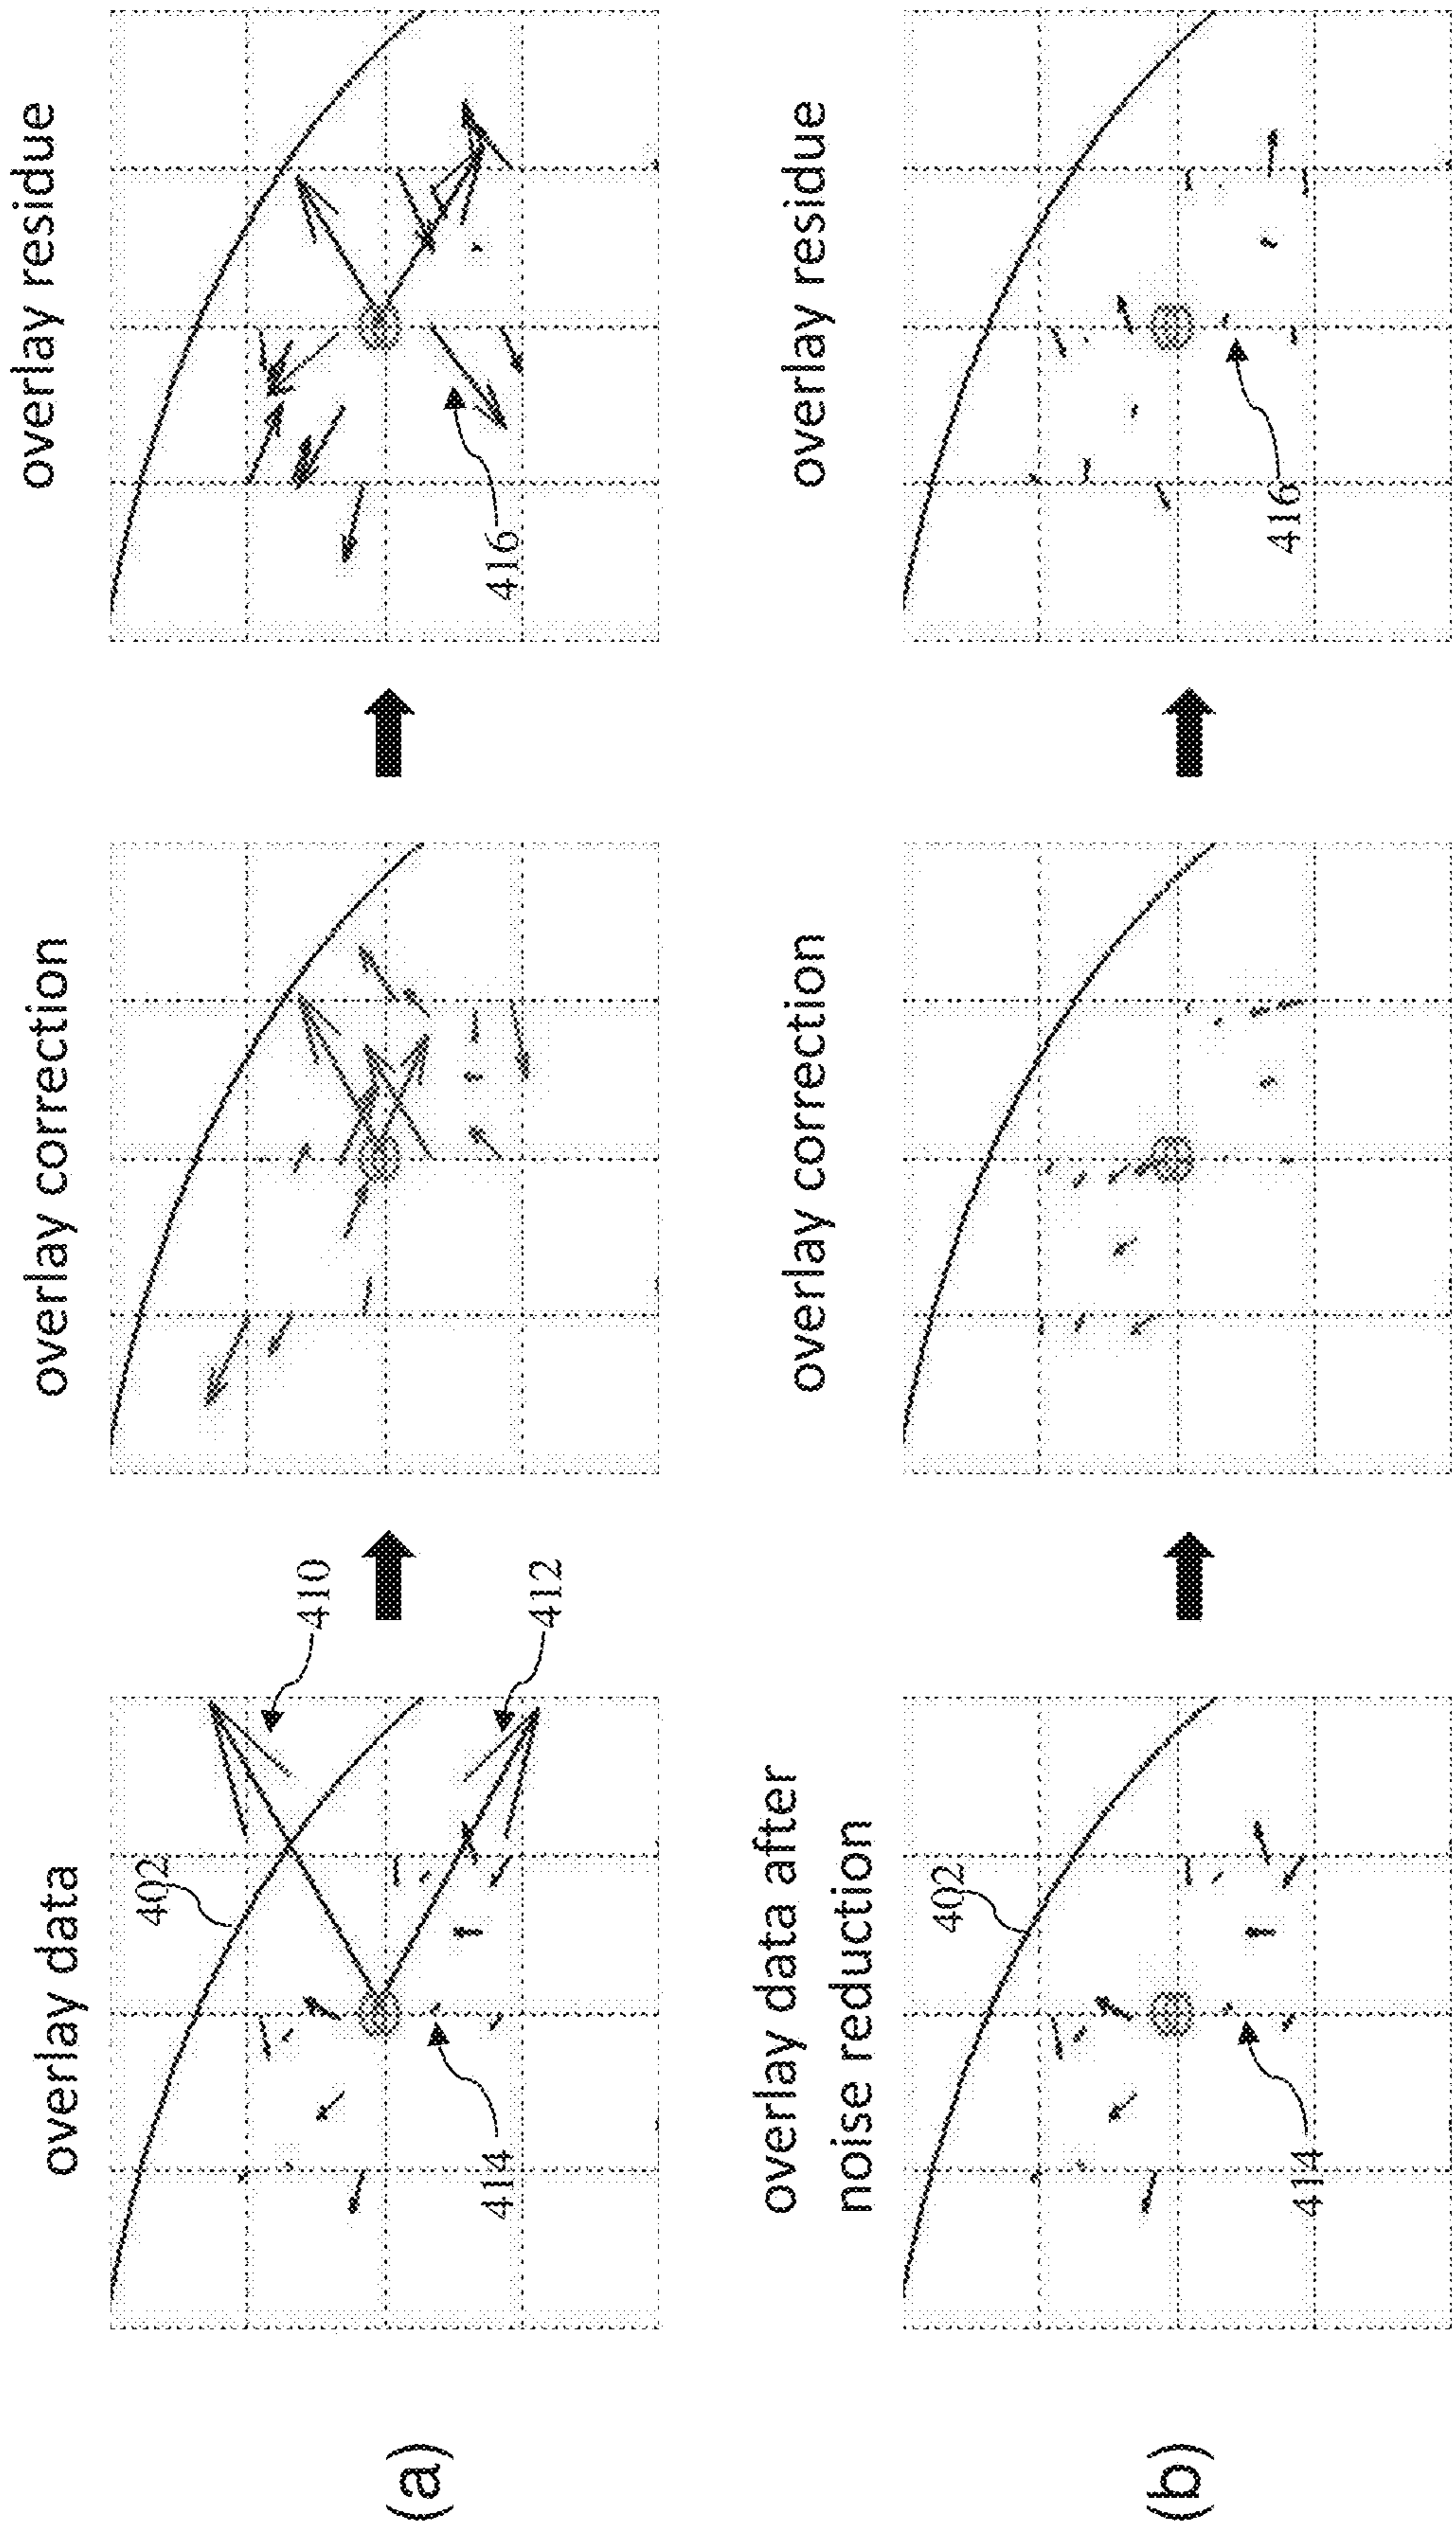 (a)
overlay data
402
410
412
414
overlay correction
overlay residue
416
(b)
overlay data after
noise reduction
402
414
overlay correction
overlay residue
416